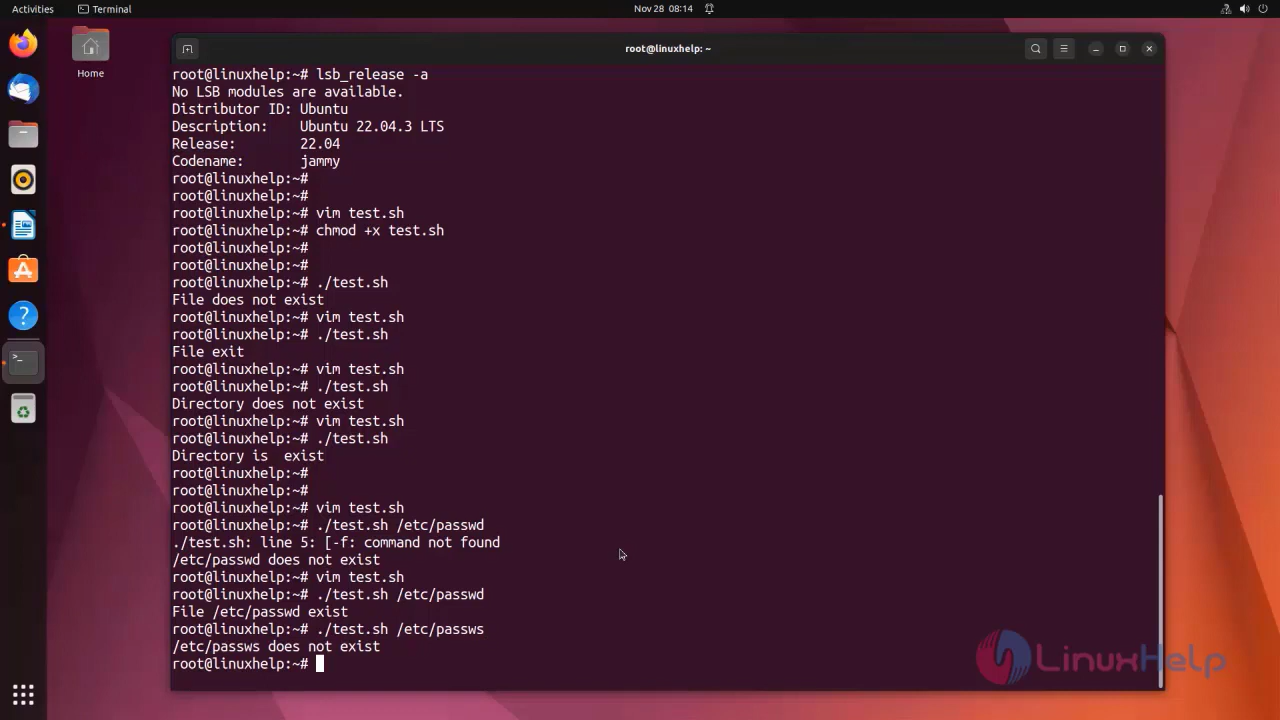 Activities
Terminal
Nov 28 08:14
root@linuxhelp: ~
Home
root@linuxhelp:~# lsb_release -a
No LSB modules are available.
Distributor ID: Ubuntu
Description:    Ubuntu 22.04.3 LTS
Release:        22.04
Codename:       jammy
root@linuxhelp:~#
root@linuxhelp:~#
root@linuxhelp:~# vim test.sh
root@linuxhelp:~# chmod +x test.sh
root@linuxhelp:~#
root@linuxhelp:~#
root@linuxhelp:~# ./test.sh
File does not exist
root@linuxhelp:~# vim test.sh
root@linuxhelp:~# ./test.sh
File exit
root@linuxhelp:~# vim test.sh
root@linuxhelp:~# ./test.sh
Directory does not exist
root@linuxhelp:~# vim test.sh
root@linuxhelp:~# ./test.sh
Directory is  exist
root@linuxhelp:~#
root@linuxhelp:~#
root@linuxhelp:~# vim test.sh
root@linuxhelp:~# ./test.sh /etc/passwd
./test.sh: line 5: [-f: command not found
/etc/passwd does not exist
root@linuxhelp:~# vim test.sh
root@linuxhelp:~# ./test.sh /etc/passwd
File /etc/passwd exist
root@linuxhelp:~# ./test.sh /etc/passws
/etc/passws does not exist
root@linuxhelp:~#
LinuxHelp